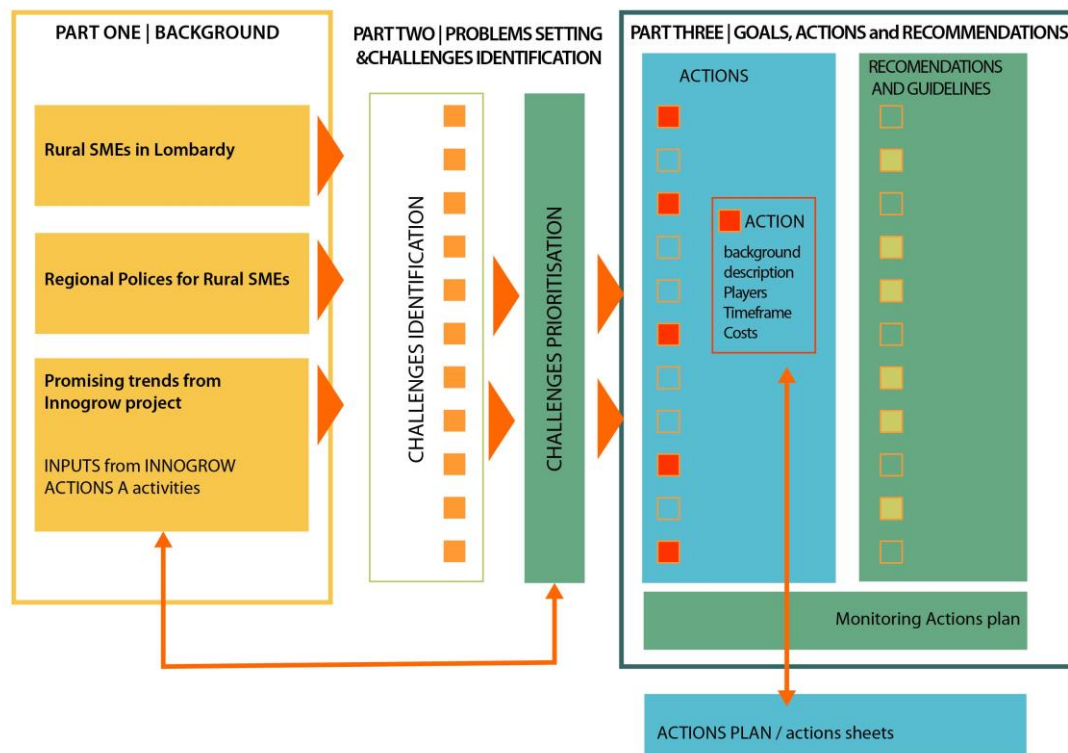 PART ONE | BACKGROUND
Rural SMEs in Lombardy
Regional Polices for Rural SMEs
Promising trends from
Innogrow project
INPUTS from INNOGROW
ACTIONS A activities
PART TWO | PROBLEMS SETTING
&CHALLENGES IDENTIFICATION
CHALLENGES IDENTIFICATION
CHALLENGES PRIORITISATION
PART THREE | GOALS, ACTIONS and RECOMMENDATIONS
ACTIONS
ACTION
background
description
Players
Timeframe
Costs
RECOMENDATIONS
AND GUIDELINES
Monitoring Actions plan
ACTIONS PLAN / actions sheets